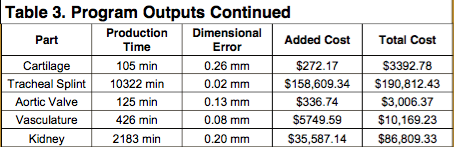 Table 3. Program Outputs Continued
Part Production Time Dimensional Error Added Cost Total Cost
Cartilage 105 min 0.26 mm $272.17 $3392.78
Tracheal Splint 10322 min 0.02 mm $158,609.34 $190,812.43
Aortic Valve 125 min 0.13 mm $336.74 $3,006.37
Vasculature 426 min 0.08 mm $5749.59 $10,169.23
Kidney 2183 min 0.20 mm $35,587.14 $86,809.33